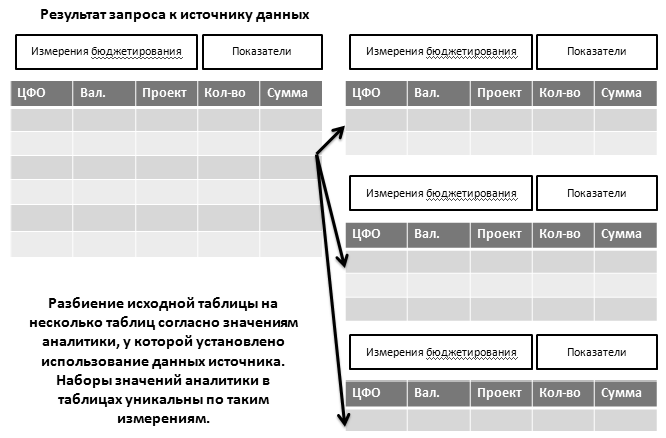 Результат запроса к источнику данных
Измерения бюджетирования Показатели
ЦФО Вал. Проект Кол-во Сумма
Измерения бюджетирования Показатели
ЦФО Вал. Проект Кол-во Сумма
Измерения бюджетирования Показатели
ЦФО Вал. Проект Кол-во Сумма
Разбиение исходной таблицы на
несколько таблиц согласно значениям
аналитики, у которой установлено
использование данных источника.
Наборы значений аналитики в
таблицах уникальны по таким
измерениям.
Измерения бюджетирования Показатели
ЦФО Вал. Проект Кол-во Сумма